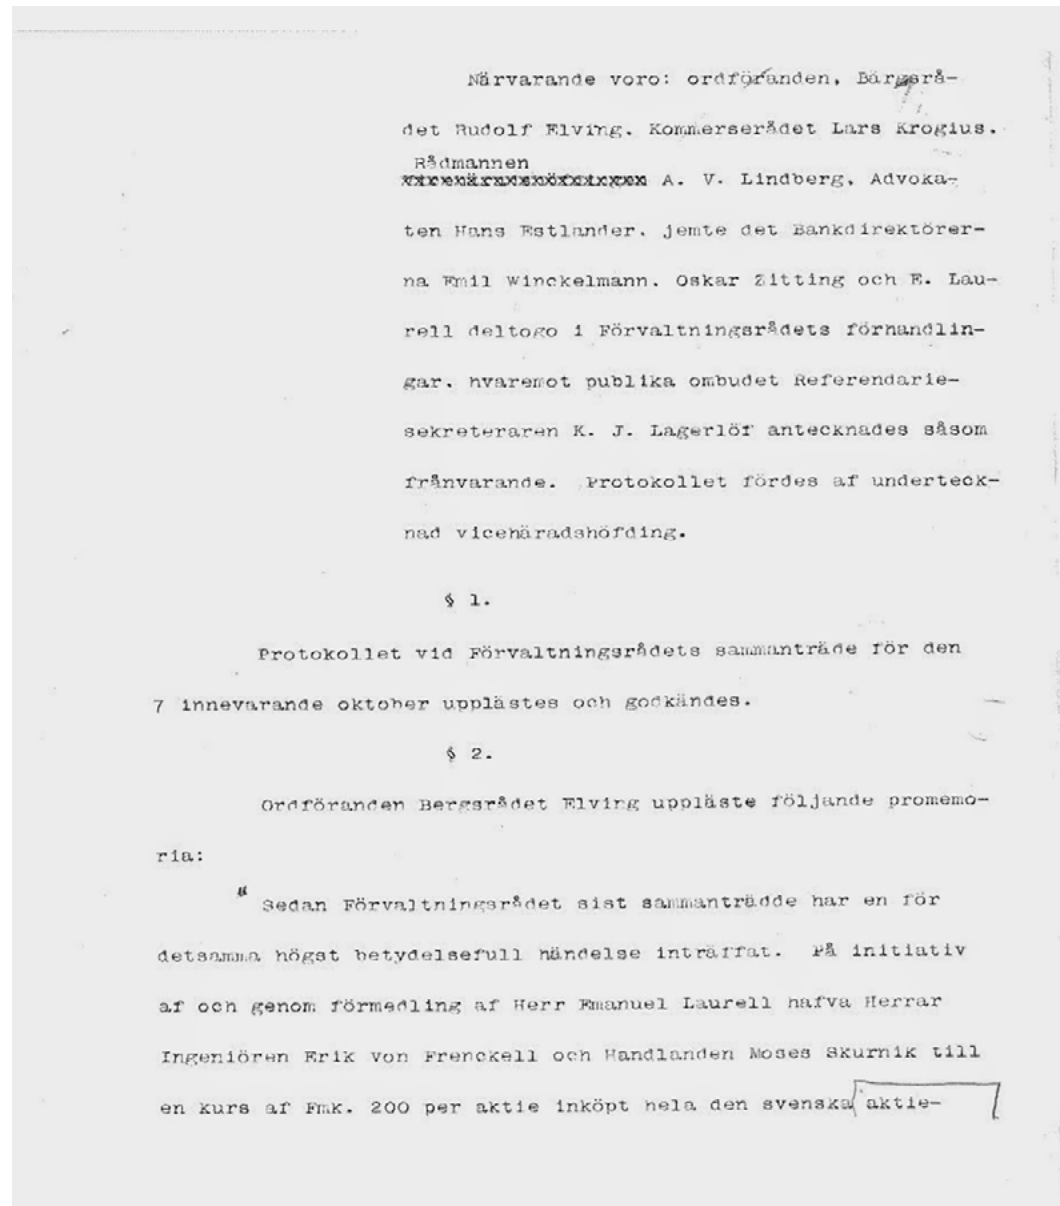 Närvarande voro: ordföranden, Bärgsrå-
det Rudolf Elving, Kommerserådet Lars Krogius,
Rådmannen
A. V. Lindberg, Advoka-
ten Hans Estlander, jemte det Bankdirektörer-
na Emil Winckelmann, Oskar Zitting och E. Lau-
rell deltogo i Förvaltningsrådets förhandlin-
gar, hvaremot publika ombudet Referendarie-
sekreteraren K. J. Lagerlöf antecknades såsom
frånvarande. Protokollet fördes af underteck-
nad vicehäradshöfding.
§ 1.
Protokollet vid Förvaltningsrådets sammanträde för den
7 innevarande oktober upplästes och godkändes.
§ 2.
Ordföranden Bergsrådet Elving uppläste följande promemo-
ria:
" Sedan Förvaltningsrådet sist sammanträdde har en för
detsamma högst betydelsefull händelse inträffat. På initiativ
af och genom förmedling af Herr Emanuel Laurell hafva Herrar
Ingeniören Erik von Frenckell och Handlanden Moses Skurnik till
en kurs af Fmk. 200 per aktie inköpt hela den svenska aktie-